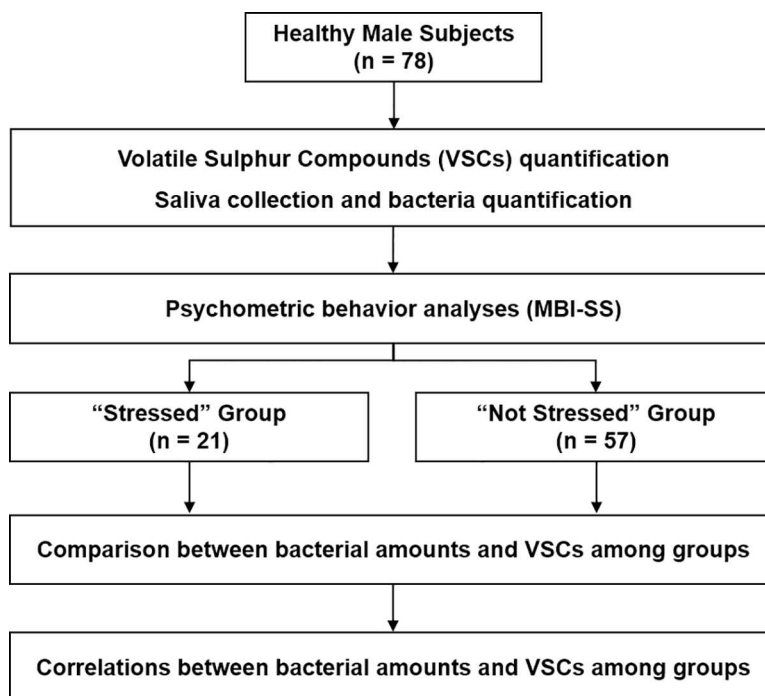 Healthy Male Subjects
(n = 78)
Volatile Sulphur Compounds (VSCs) quantification
Saliva collection and bacteria quantification
Psychometric behavior analyses (MBI-SS)
“Stressed” Group
(n = 21)
“Not Stressed” Group
(n = 57)
Comparison between bacterial amounts and VSCs among groups
Correlations between bacterial amounts and VSCs among groups